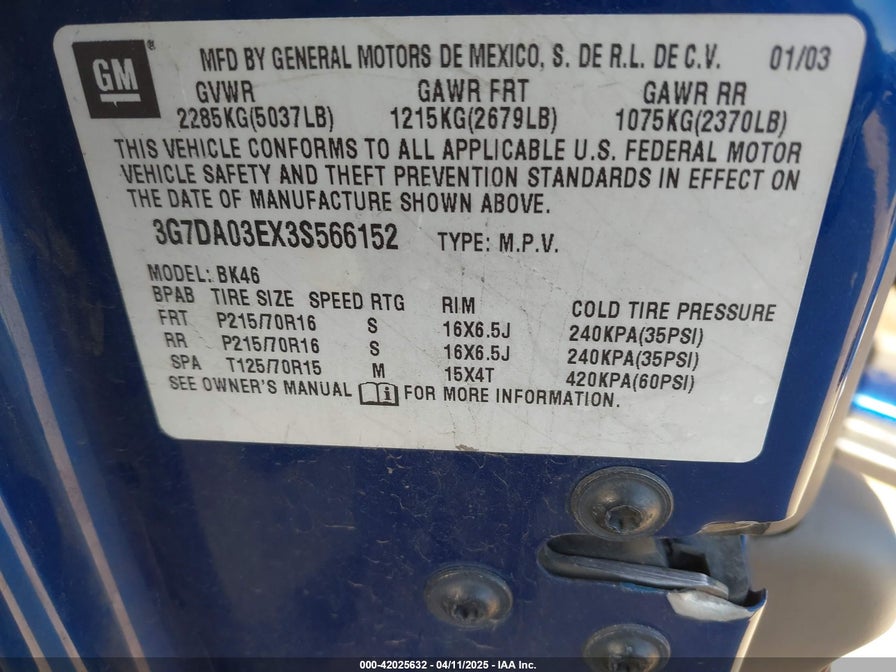 GM ® MFD BY GENERAL MOTORS DE MEXICO, S. DE R.L. DE C.V. 01/03
GVWR GAWR FRT GAWR RR
2285KG(5037LB) 1215KG(2679LB) 1075KG(2370LB)
THIS VEHICLE CONFORMS TO ALL APPLICABLE U.S. FEDERAL MOTOR
VEHICLE SAFETY AND THEFT PREVENTION STANDARDS IN EFFECT ON
THE DATE OF MANUFACTURE SHOWN ABOVE.
3G7DA03EX3S566152 TYPE: M.P.V.
MODEL: BK46
BPAB TIRE SIZE SPEED RTG RIM COLD TIRE PRESSURE
FRT P215/70R16 S 16X6.5J 240KPA(35PSI)
RR P215/70R16 S 16X6.5J 240KPA(35PSI)
SPA T125/70R15 M 15X4T 420KPA(60PSI)
SEE OWNER'S MANUAL FOR MORE INFORMATION.
000-42025632 - 04/11/2025 - IAA Inc.